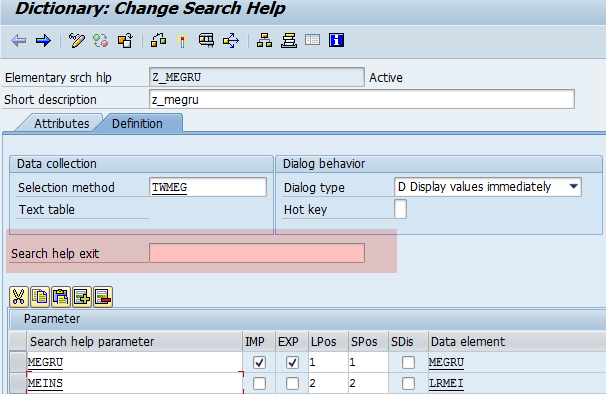 Dictionary: Change Search Help
Elementary srch hlp Z_MEGRU Active
Short description z_megru
Attributes Definition
Data collection Dialog behavior
Selection method TWMEG Dialog type D Display values immediately
Text table Hot key
Search help exit
Parameter
Search help parameter IMP EXP LPos SPos SDis Data element
MEGRU 1 1 MEGRU
MEINS 2 2 LRMEI